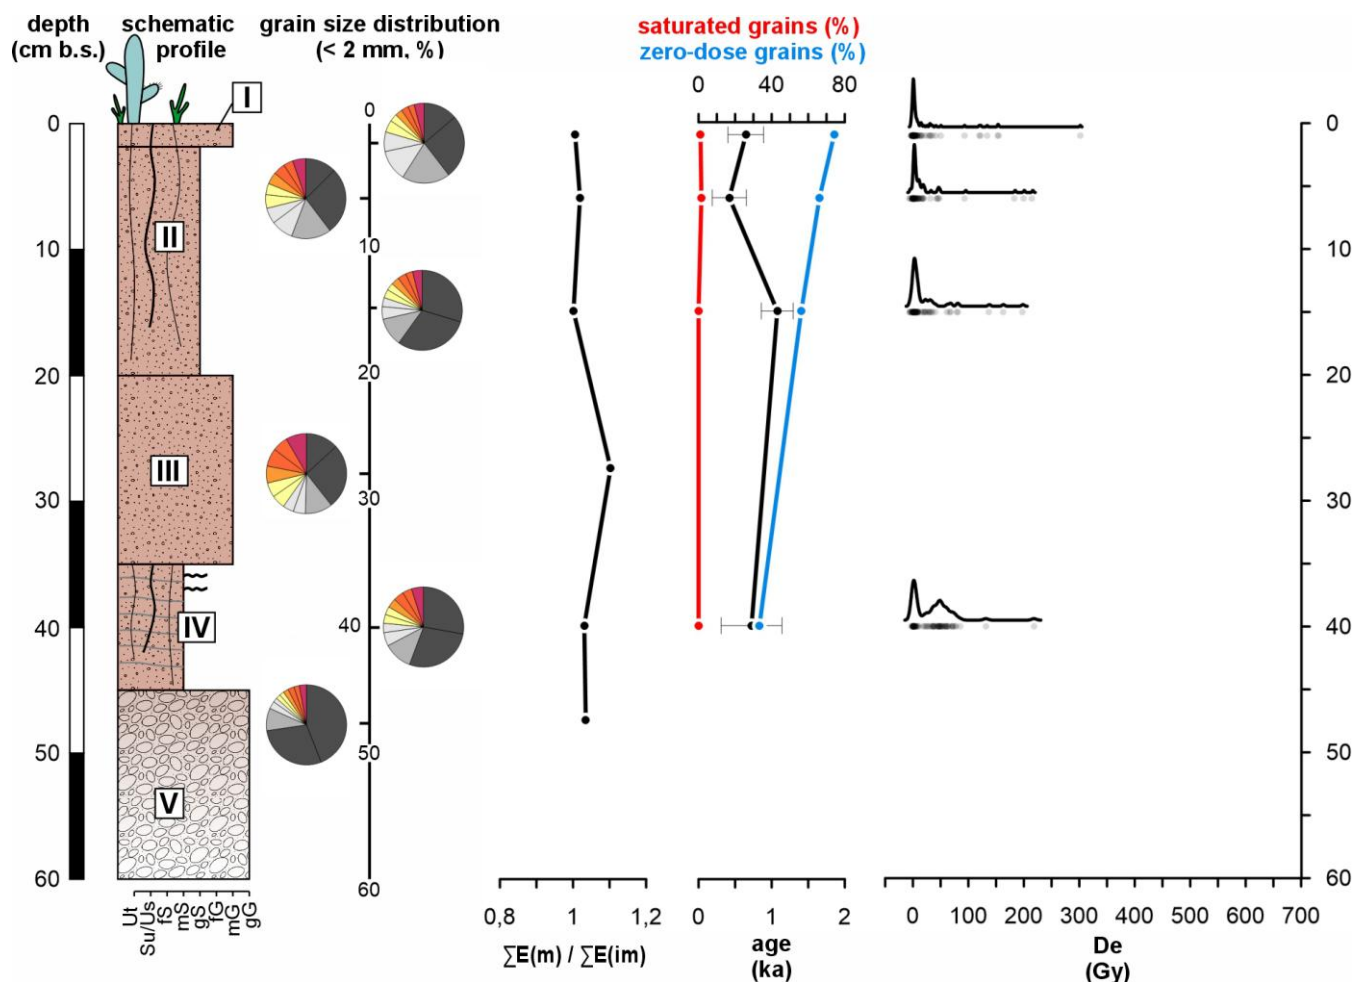 depth
(cm b.s.)
schematic
profile
grain size distribution
(< 2 mm, %)
saturated grains (%)
zero-dose grains (%)
0 40 80
I
II
III
IV
V
0
10
20
30
40
50
60
0
10
20
30
40
50
60
0
10
20
30
40
50
60
Ut
Su/Us
fS
mS
gS
fG
mG
gG
0,8 1 1,2
∑E(m) / ∑E(im)
0 1 2
age
(ka)
0 100 200 300 400 500 600 700
De
(Gy)